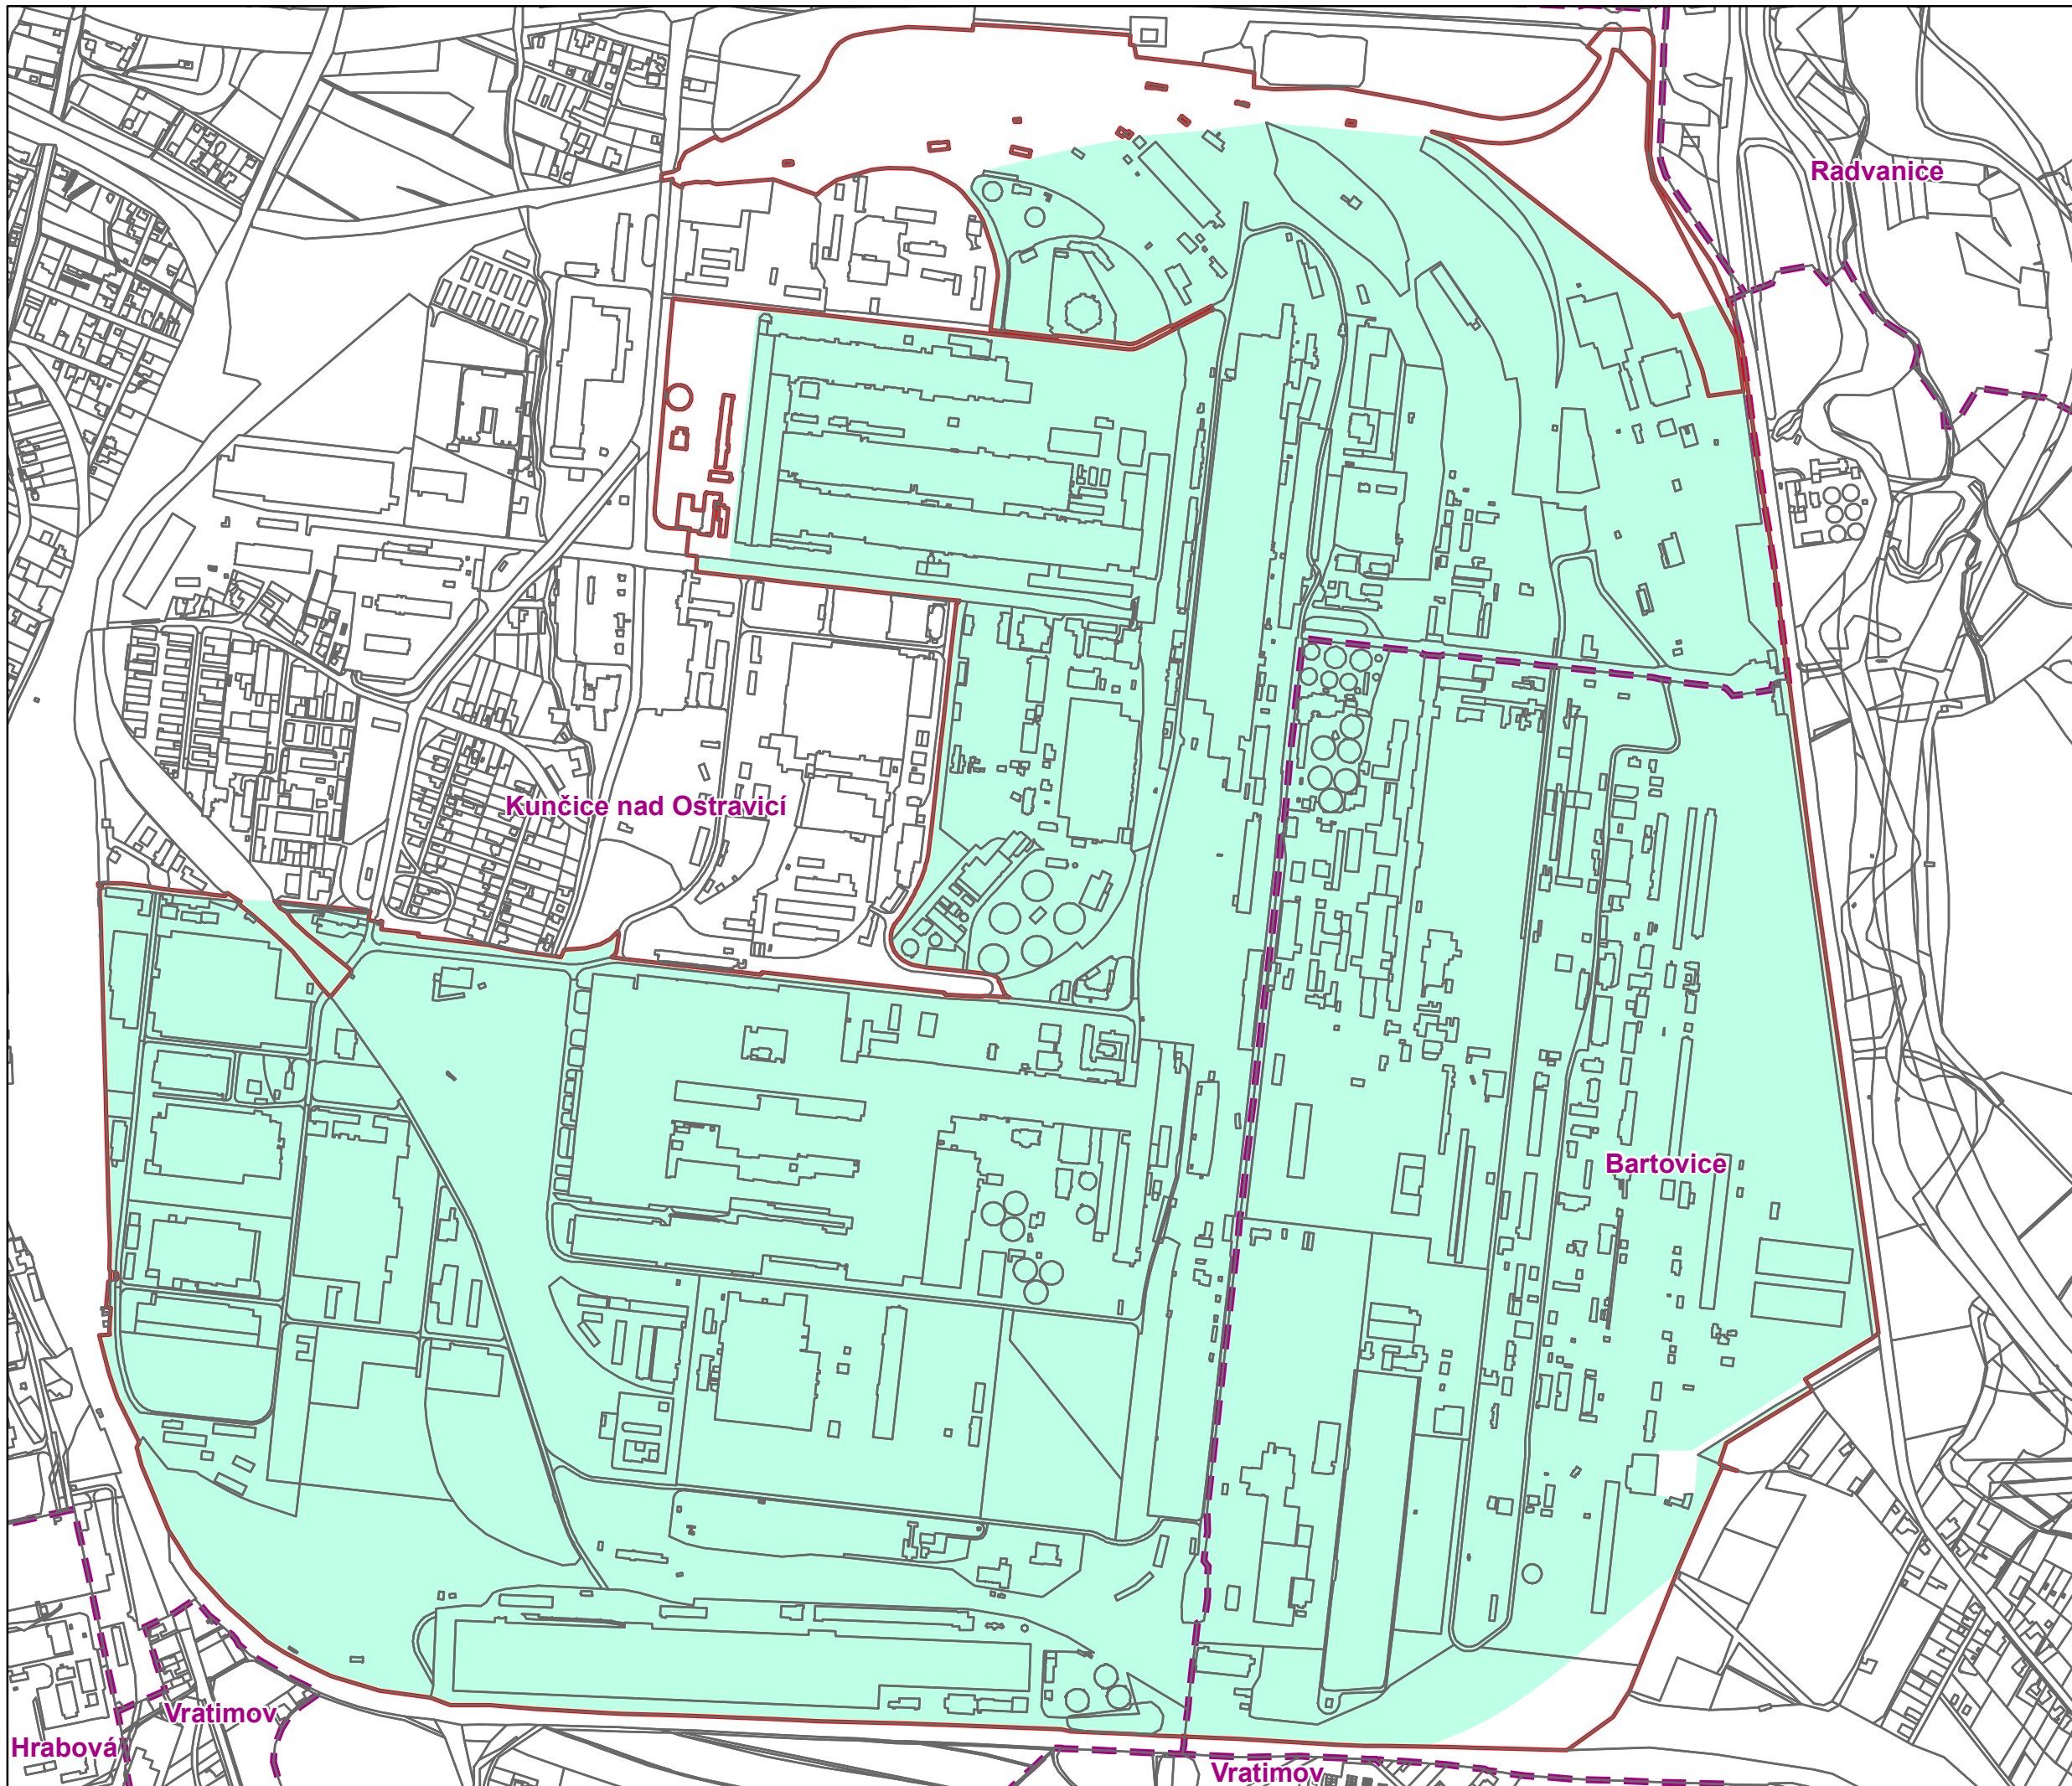 Radvanice
Kunčice nad Ostravicí
Bartovice
Vratimov
Hrabová
Vratimov